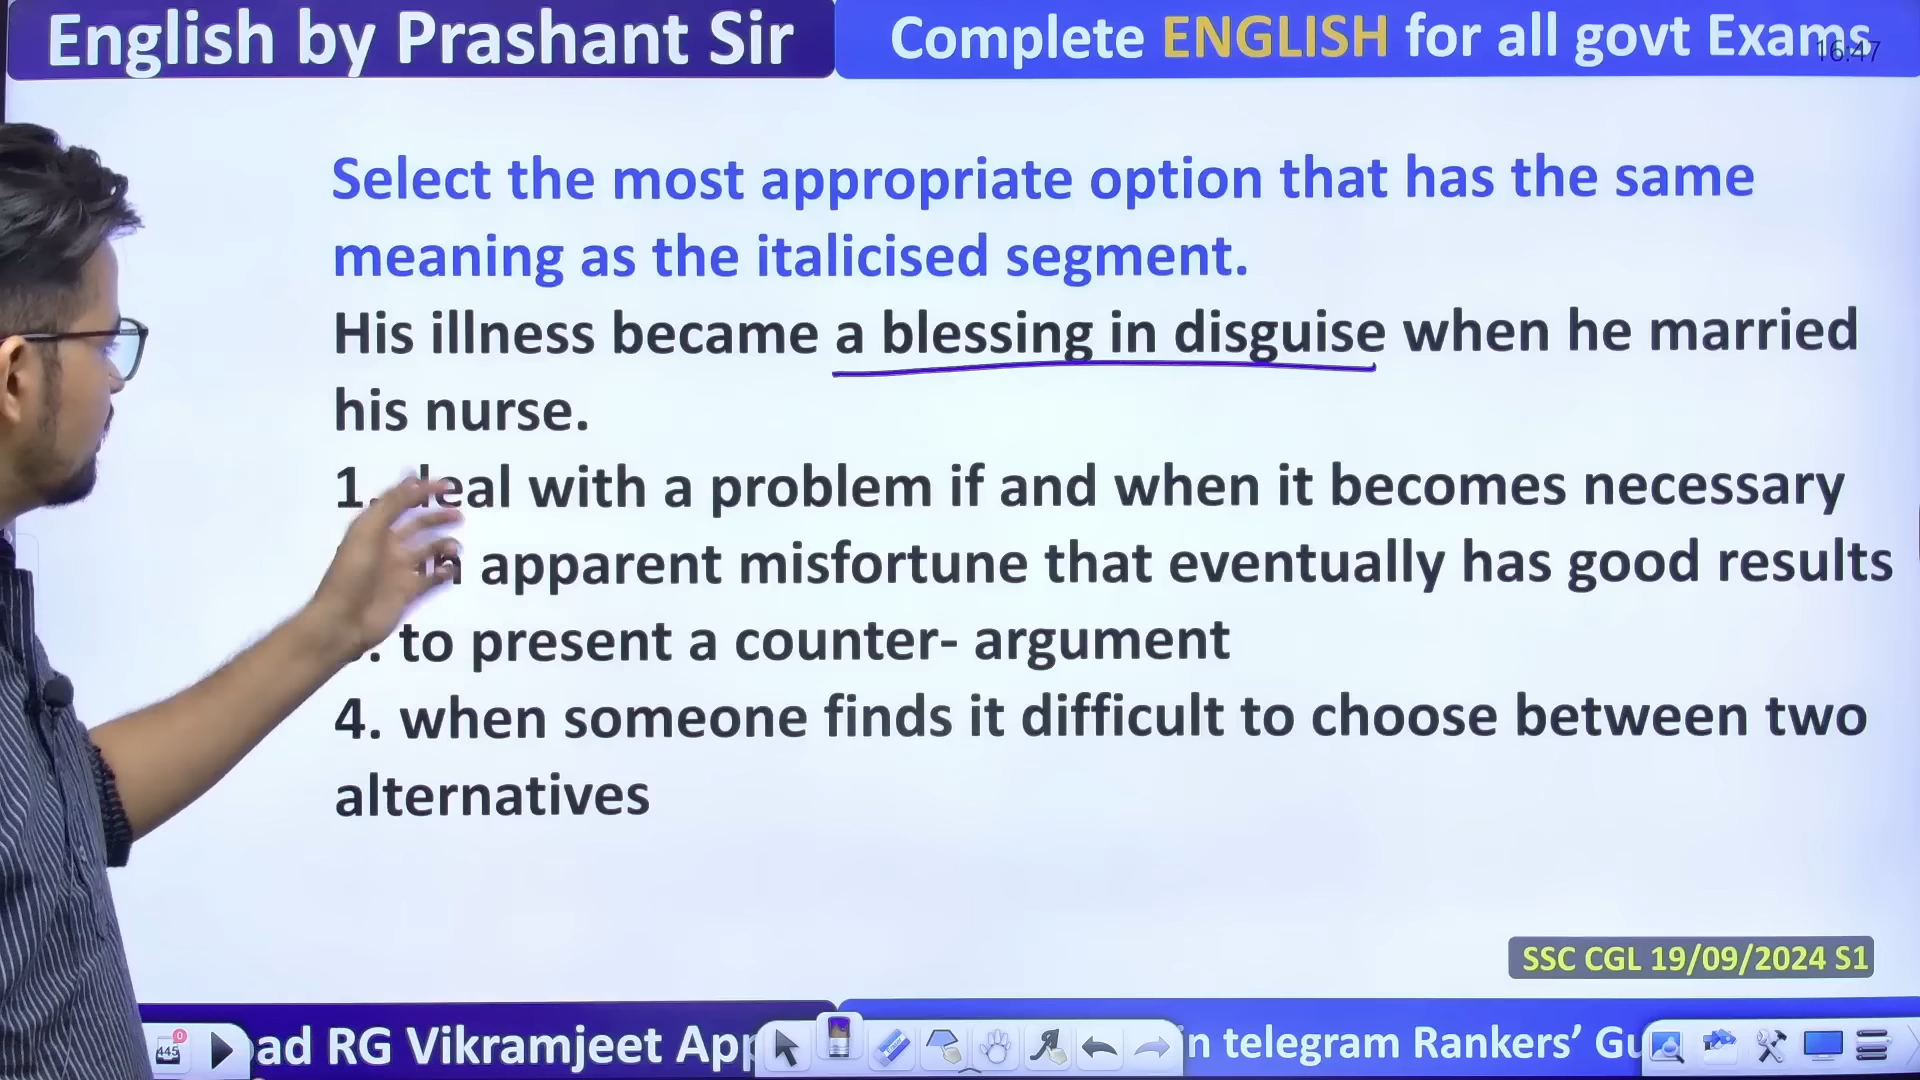 English by Prashant Sir
Complete ENGLISH for all govt Exams
16:47
Select the most appropriate option that has the same
meaning as the italicised segment.
His illness became a blessing in disguise when he married
his nurse.
1. deal with a problem if and when it becomes necessary
apparent misfortune that eventually has good results
to present a counter- argument
4. when someone finds it difficult to choose between two
alternatives
SSC CGL 19/09/2024 S1
445
0
RG Vikramjeet
telegram Rankers’